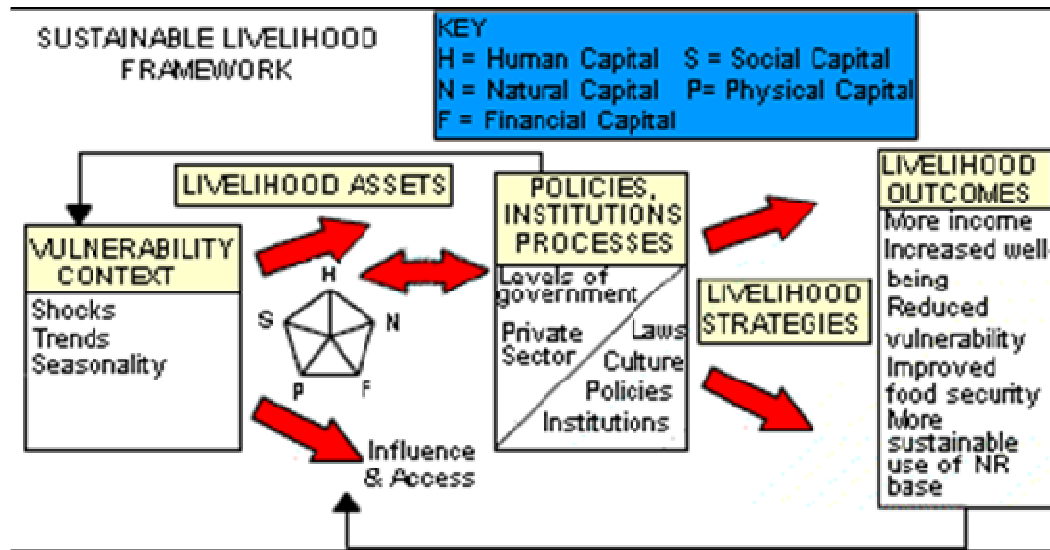 SUSTAINABLE LIVELIHOOD
FRAMEWORK
KEY
H = Human Capital S = Social Capital
N = Natural Capital P= Physical Capital
F = Financial Capital
LIVELIHOOD ASSETS
VULNERABILITY
CONTEXT
Shocks
Trends
Seasonality
H
S
N
P
F
Influence
& Access
POLICIES,
INSTITUTIONS
PROCESSES
Levels of
government
Private
Sector
Laws
Culture
Policies
Institutions
LIVELIHOOD
STRATEGIES
LIVELIHOOD
OUTCOMES
More income
Increased well-
being
Reduced
vulnerability
Improved
food security
More
sustainable
use of NR
base